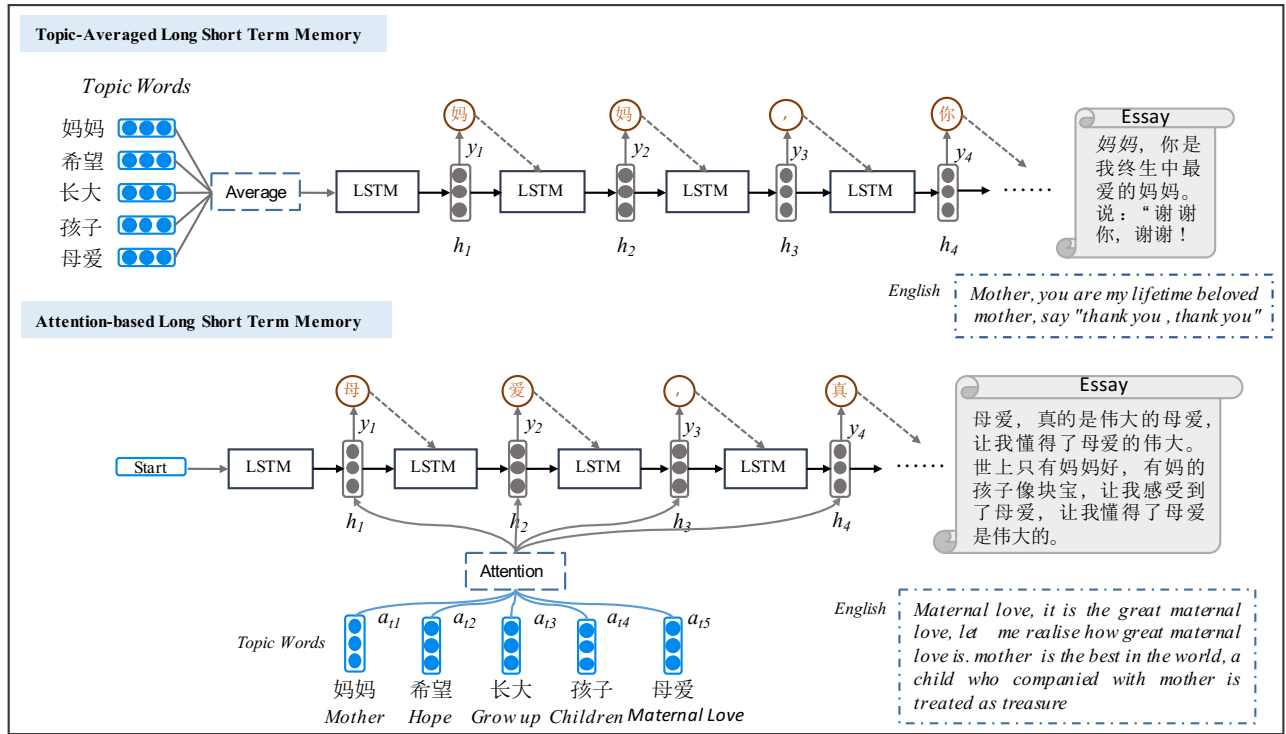 Topic-Averaged Long Short Term Memory
Topic Words
妈妈
希望
长大
孩子
母爱
Average
LSTM
LSTM
LSTM
LSTM
妈
妈
,
你
y1
y2
y3
y4
h1
h2
h3
h4
......
Essay
妈妈，你是
我终生中最
爱的妈妈。
说：“谢谢
你，谢谢！
English
Mother, you are my lifetime beloved
mother, say "thank you , thank you"
Attention-based Long Short Term Memory
Start
LSTM
LSTM
LSTM
LSTM
母
爱
,
真
y1
y2
y3
y4
h1
h2
h3
h4
......
Essay
母爱，真的是伟大的母爱，
让我懂得了母爱的伟大。
世上只有妈妈好，有妈的
孩子像块宝，让我感受到
了母爱，让我懂得了母爱
是伟大的。
Attention
at1
at2
at3
at4
at5
Topic Words
妈妈
希望
长大
孩子
母爱
Mother
Hope
Grow up
Children
Maternal Love
English
Maternal love, it is the great maternal
love, let me realise how great maternal
love is. mother is the best in the world, a
child who companied with mother is
treated as treasure